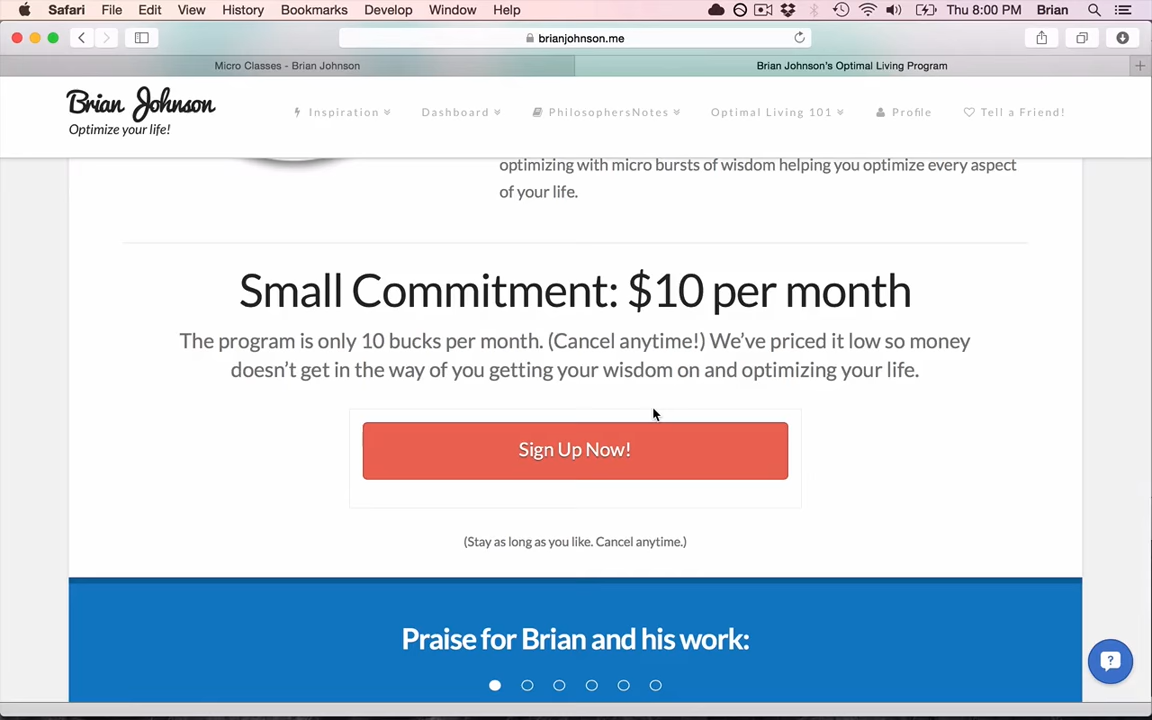 Safari File Edit View History Bookmarks Develop Window Help Thu 8:00 PM Brian
brianjohnson.me
Micro Classes - Brian Johnson Brian Johnson's Optimal Living Program
Brian Johnson
Optimize your life!
Inspiration Dashboard PhilosophersNotes Optimal Living 101 Profile Tell a Friend!
optimizing with micro bursts of wisdom helping you optimize every aspect
of your life.
Small Commitment: $10 per month
The program is only 10 bucks per month. (Cancel anytime!) We've priced it low so money
doesn't get in the way of you getting your wisdom on and optimizing your life.
Sign Up Now!
(Stay as long as you like. Cancel anytime.)
Praise for Brian and his work: